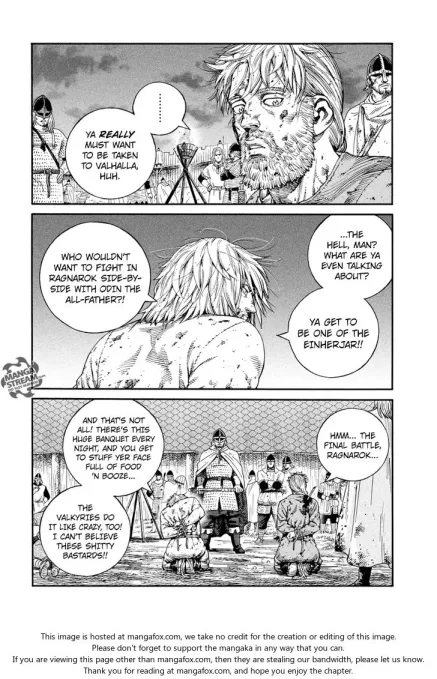 ......
YA REALLY
MUST WANT
TO BE TAKEN
TO VALHALLA,
HUH.
...THE
HELL, MAN?
WHAT ARE YA
EVEN TALKING
ABOUT?
YA GET TO
BE ONE OF THE
EINHERJAR!!
WHO WOULDN'T
WANT TO FIGHT IN
RAGNAROK SIDE-BY-
SIDE WITH ODIN THE
ALL-FATHER?!
MANGA
STREAM
HMM... THE
FINAL BATTLE,
RAGNAROK...
AND THAT'S NOT
ALL! THERE'S THIS
HUGE BANQUET EVERY
NIGHT, AND YOU GET
TO STUFF YER FACE
FULL OF FOOD
'N BOOZE...
THE
VALKYRIES DO
IT LIKE CRAZY, TOO!
I CAN'T BELIEVE
THESE SHITTY
BASTARDS!!
This image is hosted at mangafox.com, we take no credit for the creation or editing of this image.
Please don't forget to support the mangaka in any way that you can.
If you are viewing this page other than mangafox.com, then they are stealing our bandwidth, please let us know.
Thank you for reading at mangafox.com, and hope you enjoy the chapter.